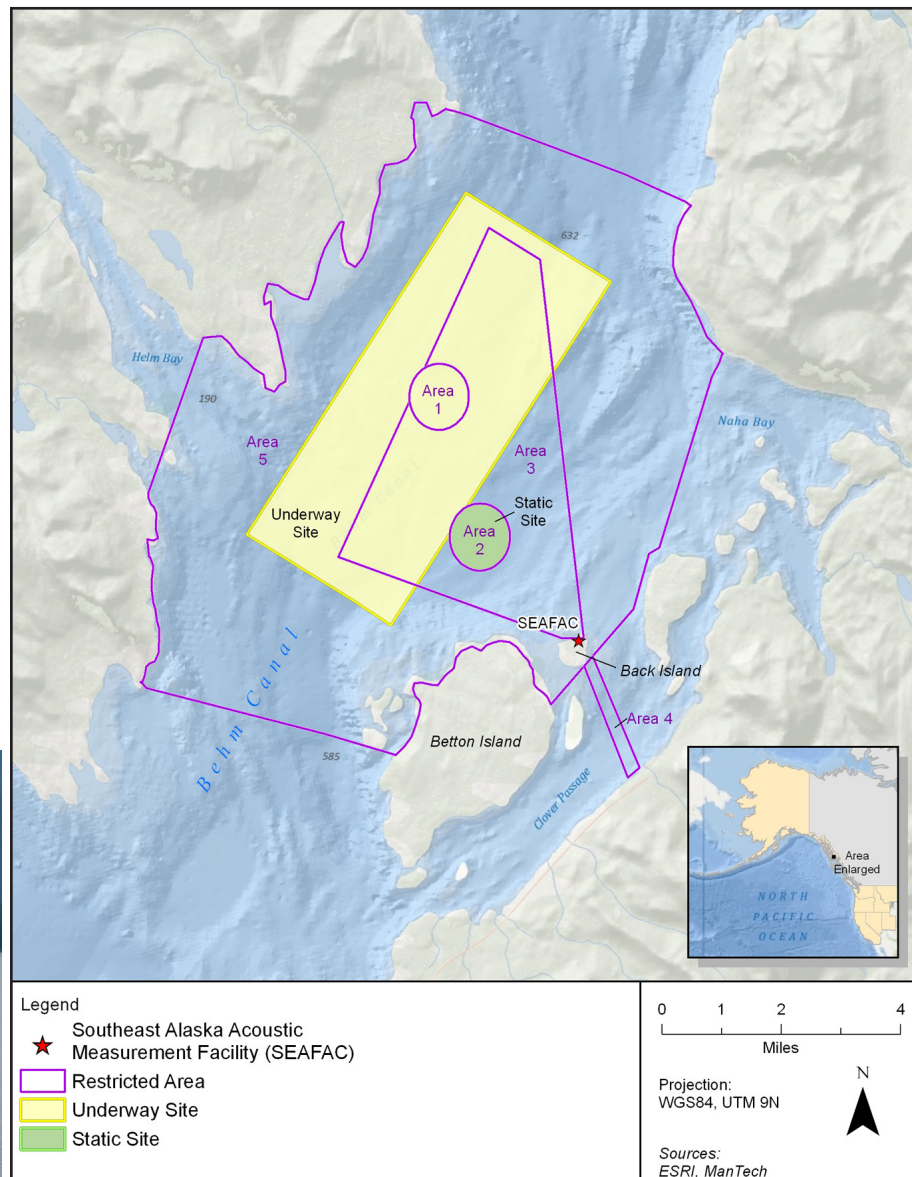 632
Helm Bay
190
Area
1
Naha Bay
Area
5
Area
3
Underway
Site
Static
Site
Area
2
SEAFAC
Back Island
Behm Canal
Area 4
Betton Island
585
Clover Passage
Area
Enlarged
NORTH
PACIFIC
OCEAN
Legend
Southeast Alaska Acoustic
Measurement Facility (SEAFAC)
Restricted Area
Underway Site
Static Site
0 1 2 4
Miles
N
Projection:
WGS84, UTM 9N
Sources:
ESRI, ManTech